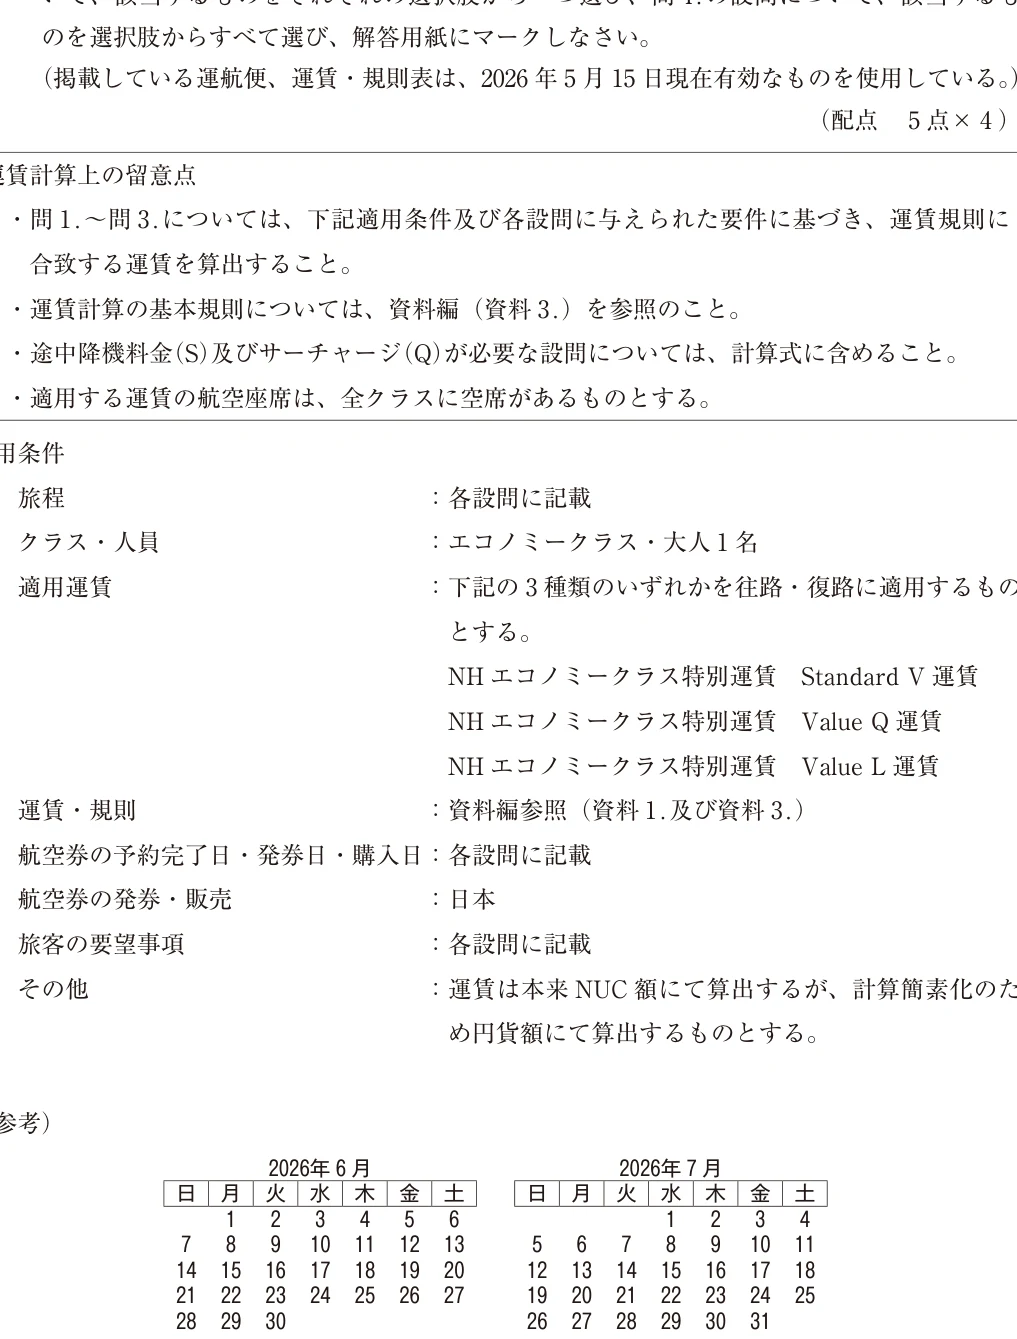 のを選択肢からすべて選び、解答用紙にマークしなさい。
（掲載している運航便、運賃・規則表は、2026 年 5 月 15 日現在有効なものを使用している。）
（配点　５点×４）
賃計算上の留意点
・問１.～問３.については、下記適用条件及び各設問に与えられた要件に基づき、運賃規則に
合致する運賃を算出すること。
・運賃計算の基本規則については、資料編（資料３.）を参照のこと。
・途中降機料金(S)及びサーチャージ(Q)が必要な設問については、計算式に含めること。
・適用する運賃の航空座席は、全クラスに空席があるものとする。
用条件
旅程 ：各設問に記載
クラス・人員 ：エコノミークラス・大人１名
適用運賃 ：下記の３種類のいずれかを往路・復路に適用するもの
とする。
NH エコノミークラス特別運賃　Standard V 運賃
NH エコノミークラス特別運賃　Value Q 運賃
NH エコノミークラス特別運賃　Value L 運賃
運賃・規則 ：資料編参照（資料１.及び資料３.）
航空券の予約完了日・発券日・購入日：各設問に記載
航空券の発券・販売 ：日本
旅客の要望事項 ：各設問に記載
その他 ：運賃は本来 NUC 額にて算出するが、計算簡素化のた
め円貨額にて算出するものとする。
参考）
2026年 6 月 2026年 7 月
日 月 火 水 木 金 土 日 月 火 水 木 金 土
1 2 3 4 5 6 1 2 3 4
7 8 9 10 11 12 13 5 6 7 8 9 10 11
14 15 16 17 18 19 20 12 13 14 15 16 17 18
21 22 23 24 25 26 27 19 20 21 22 23 24 25
28 29 30 26 27 28 29 30 31